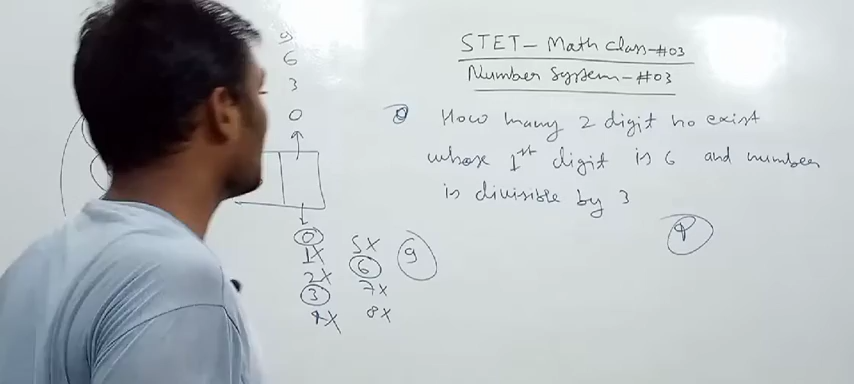 STET- Math Class-#03
Number System-#03
Q How many 2 digit no exist
whose 1st digit is 6 and number
is divisible by 3
9
6
3
0
0 5X
1X 6 9
2X 7X
3 8X
4X